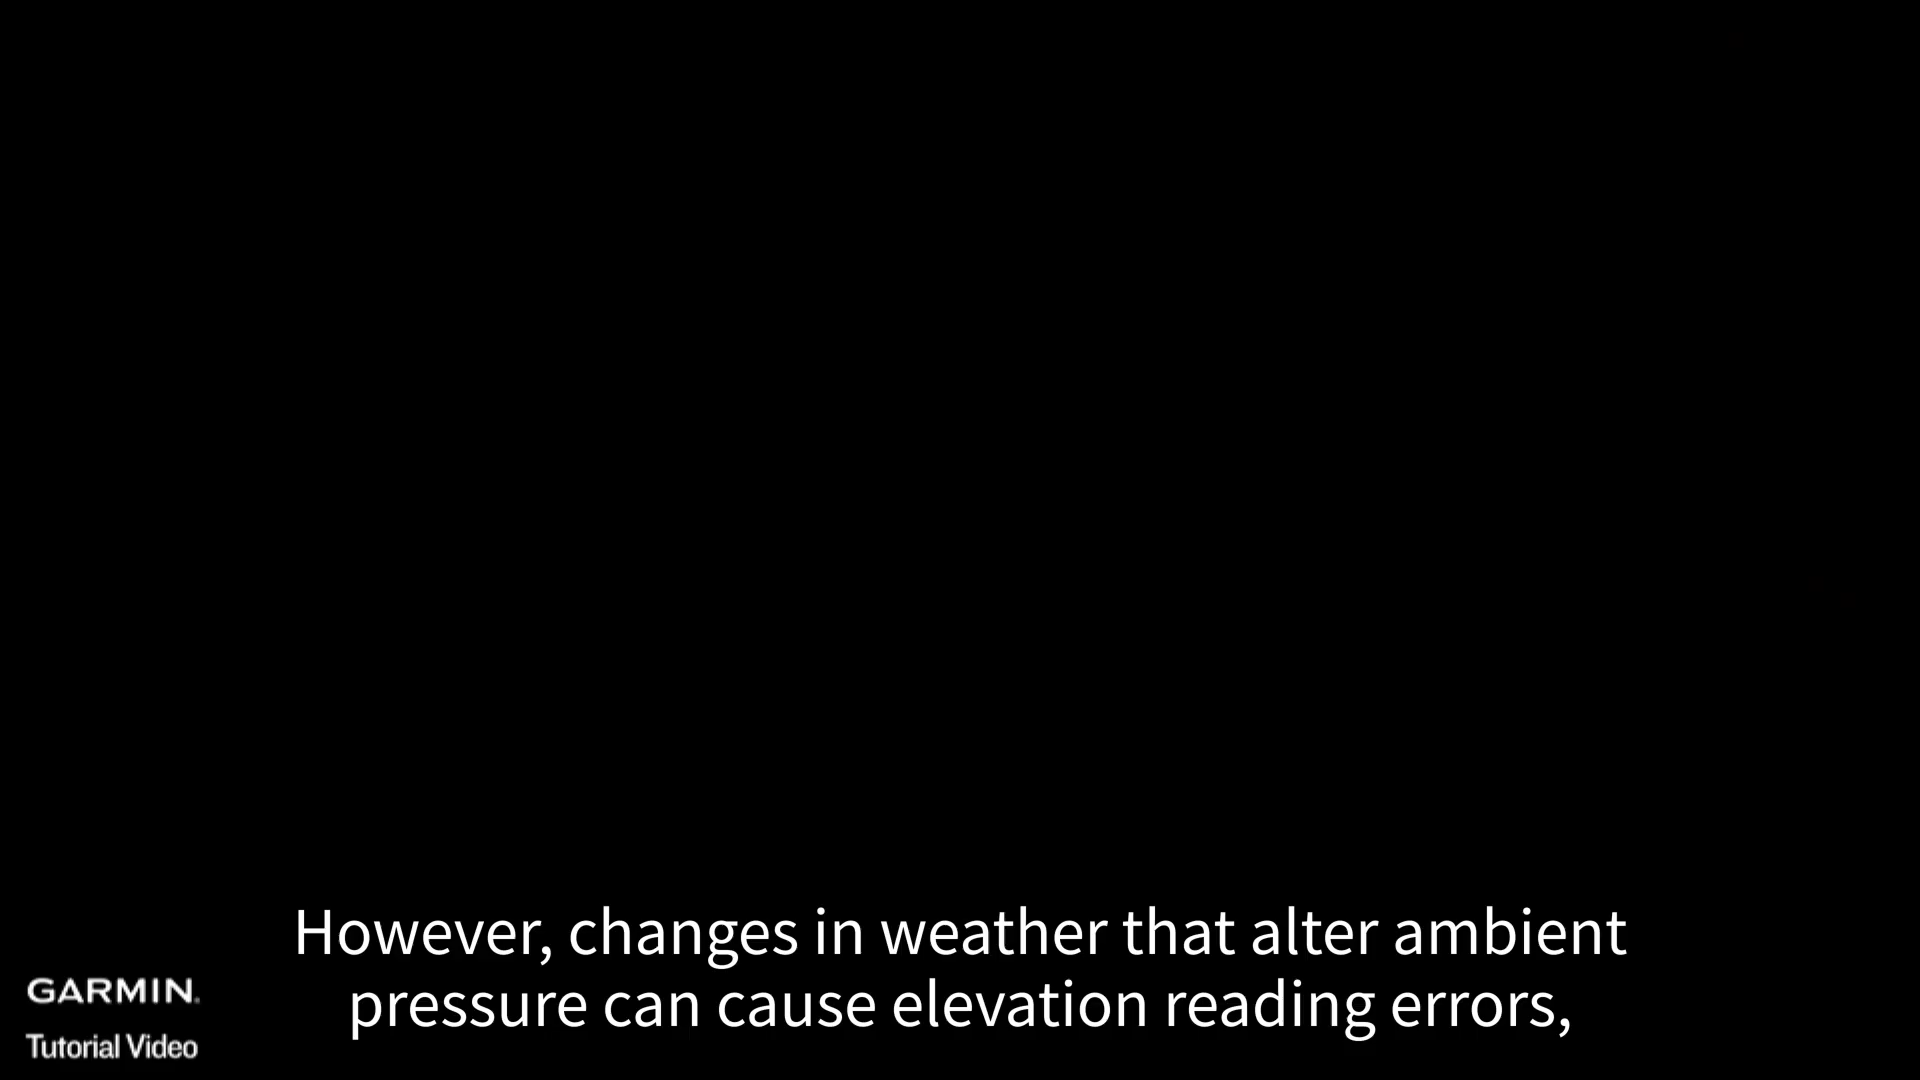 However, changes in weather that alter ambient
pressure can cause elevation reading errors,
GARMIN.
Tutorial Video